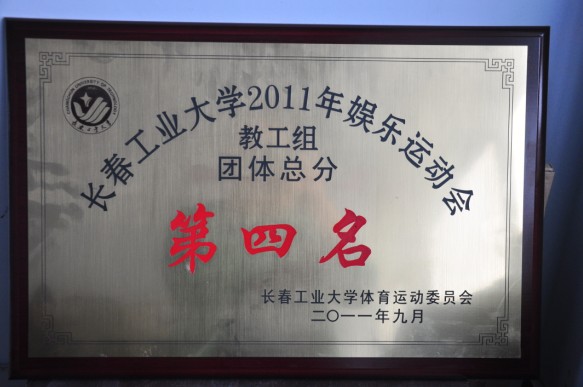 长春工业大学2011年娱乐运动会
教工组
团体总分
第四名
长春工业大学体育运动委员会
二〇一一年九月